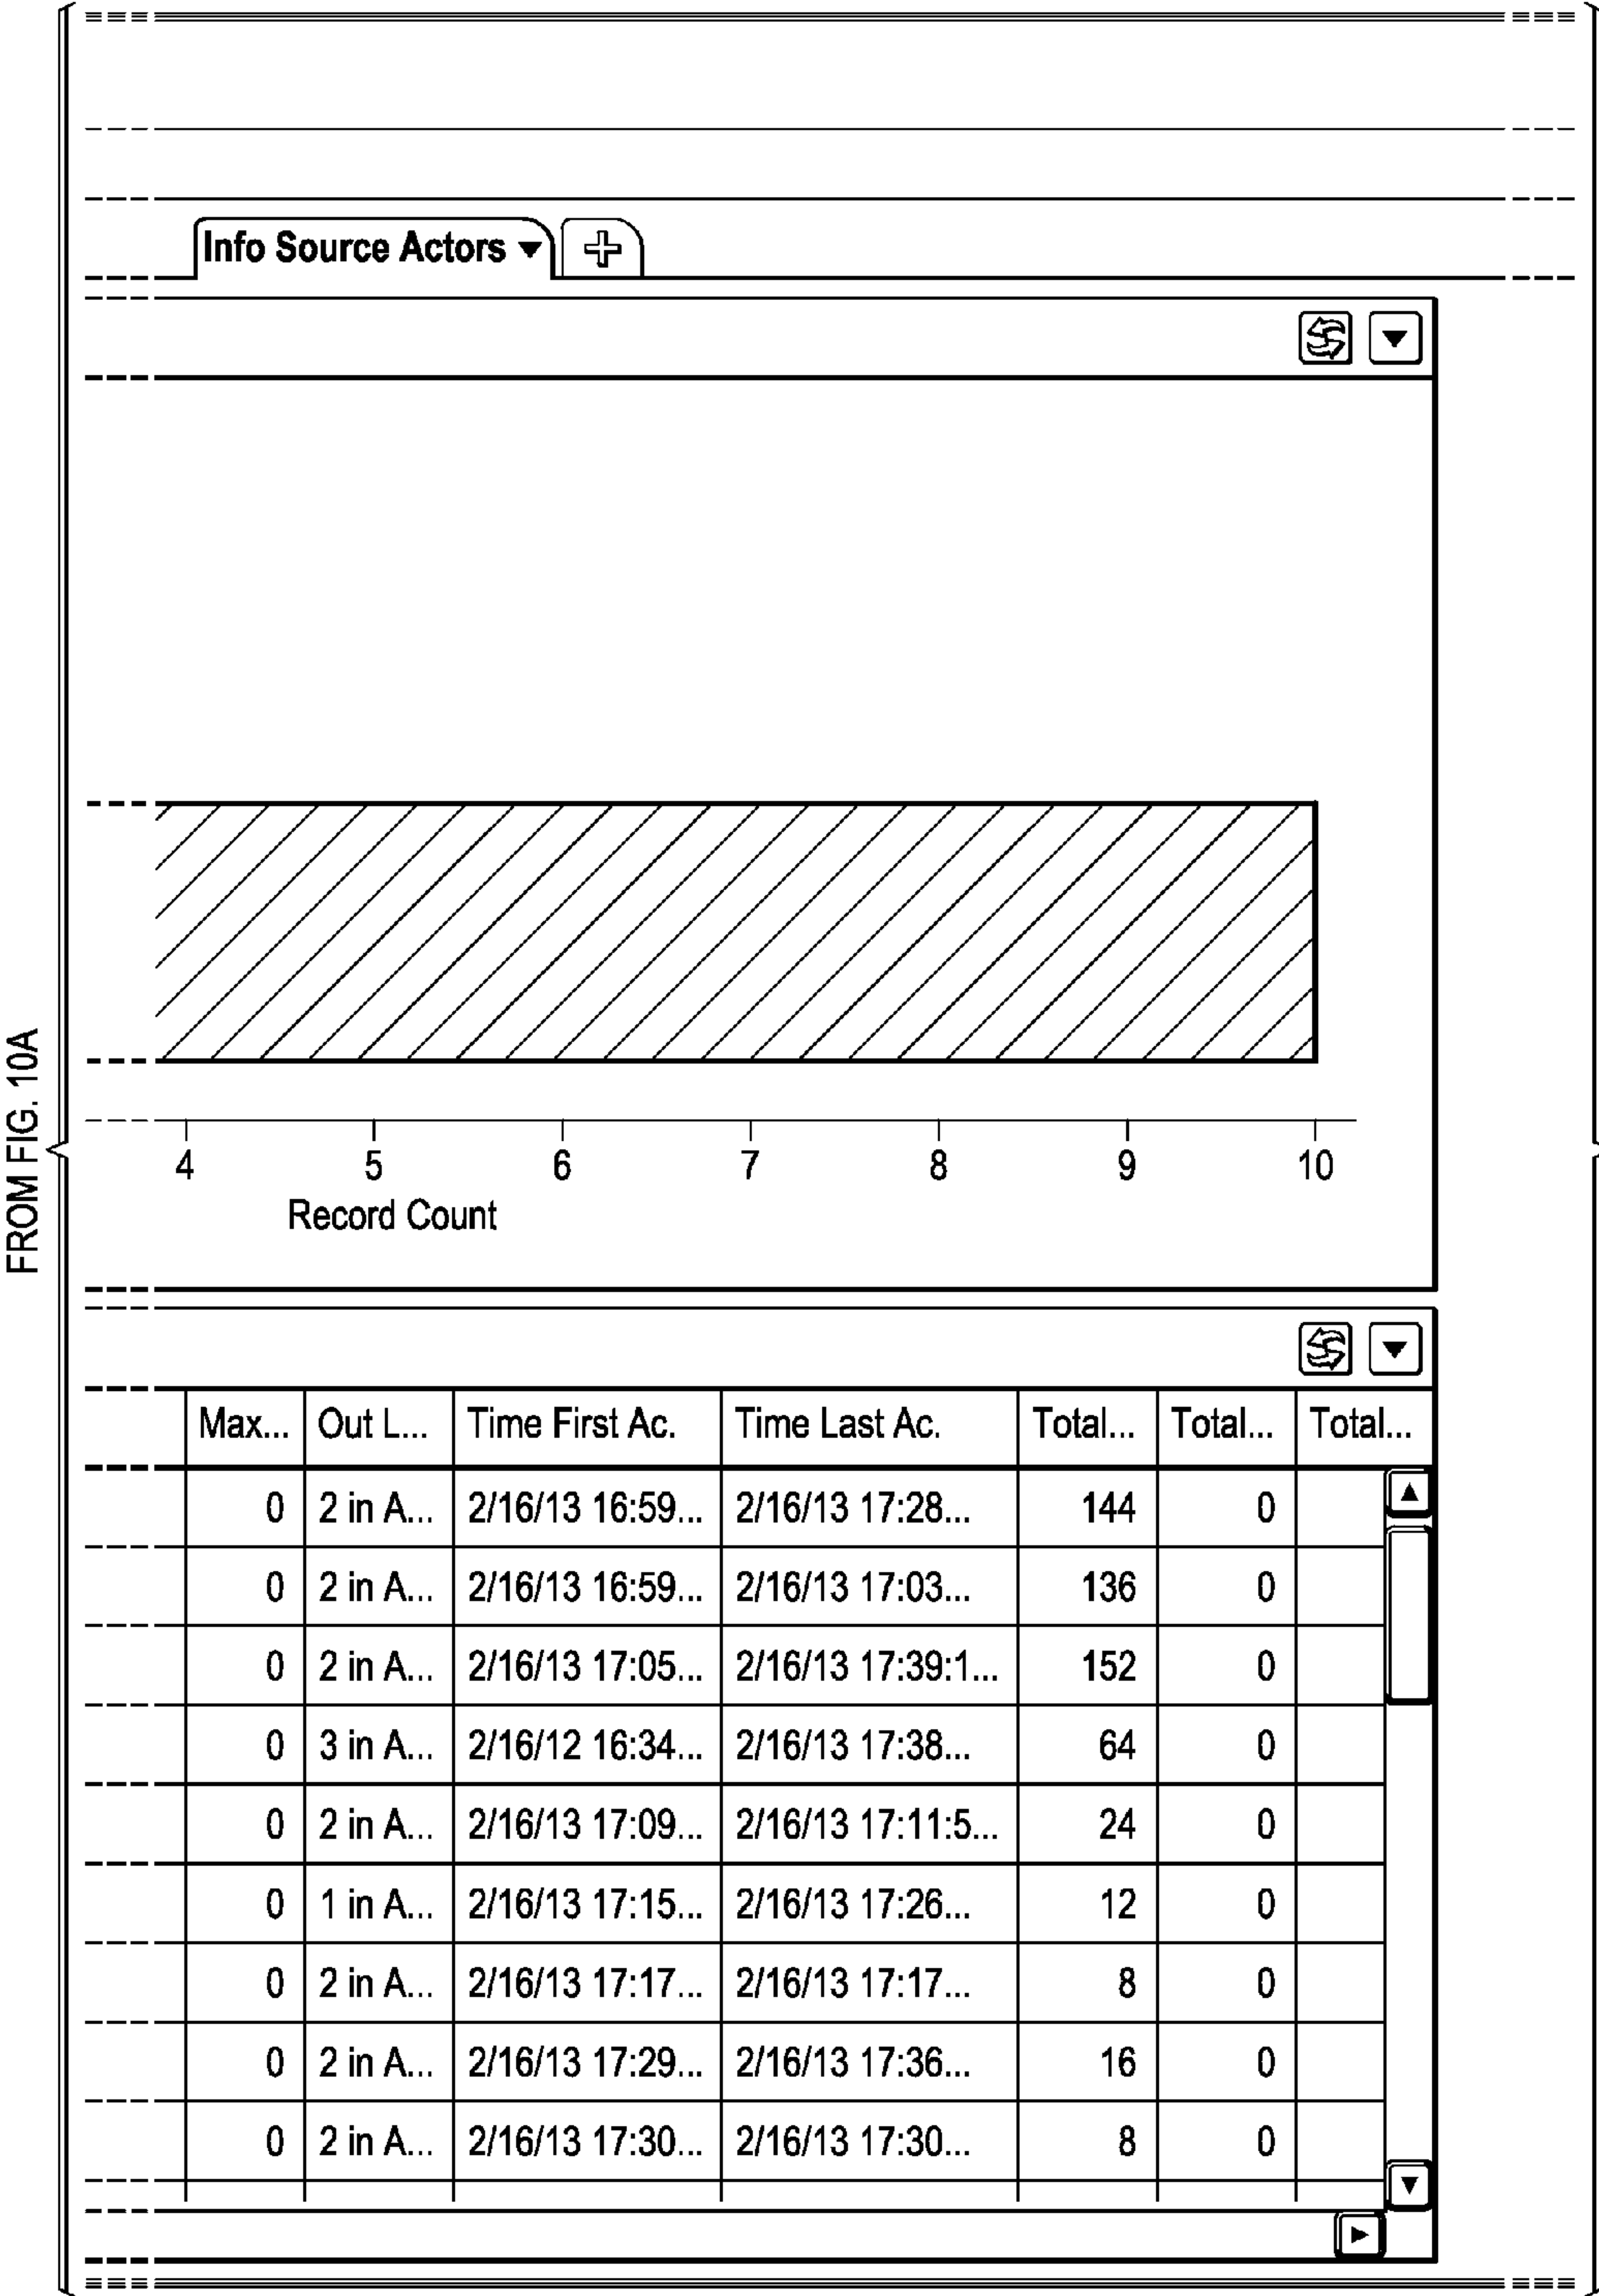 FROM FIG. 10A
Info Source Actors
4 5 6 7 8 9 10
Record Count
Max... Out L... Time First Ac. Time Last Ac. Total... Total... Total...
0 2 in A... 2/16/13 16:59... 2/16/13 17:28... 144 0
0 2 in A... 2/16/13 16:59... 2/16/13 17:03... 136 0
0 2 in A... 2/16/13 17:05... 2/16/13 17:39:1... 152 0
0 3 in A... 2/16/12 16:34... 2/16/13 17:38... 64 0
0 2 in A... 2/16/13 17:09... 2/16/13 17:11:5... 24 0
0 1 in A... 2/16/13 17:15... 2/16/13 17:26... 12 0
0 2 in A... 2/16/13 17:17... 2/16/13 17:17... 8 0
0 2 in A... 2/16/13 17:29... 2/16/13 17:36... 16 0
0 2 in A... 2/16/13 17:30... 2/16/13 17:30... 8 0